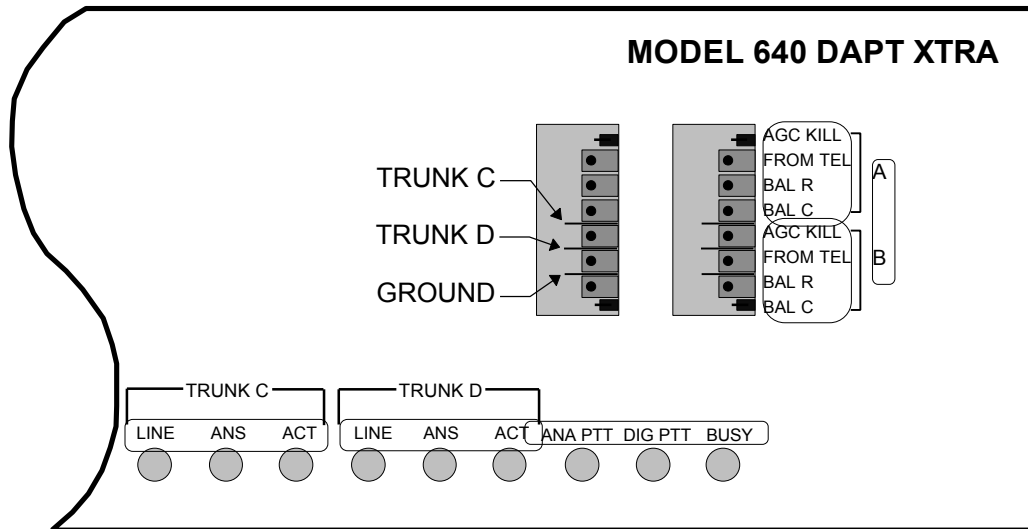 MODEL 640 DAPT XTRA
TRUNK C
TRUNK D
GROUND
AGC KILL
FROM TEL
BAL R
BAL C
A
AGC KILL
FROM TEL
BAL R
BAL C
B
TRUNK C
TRUNK D
LINE ANS ACT LINE ANS ACT ANA PTT DIG PTT BUSY